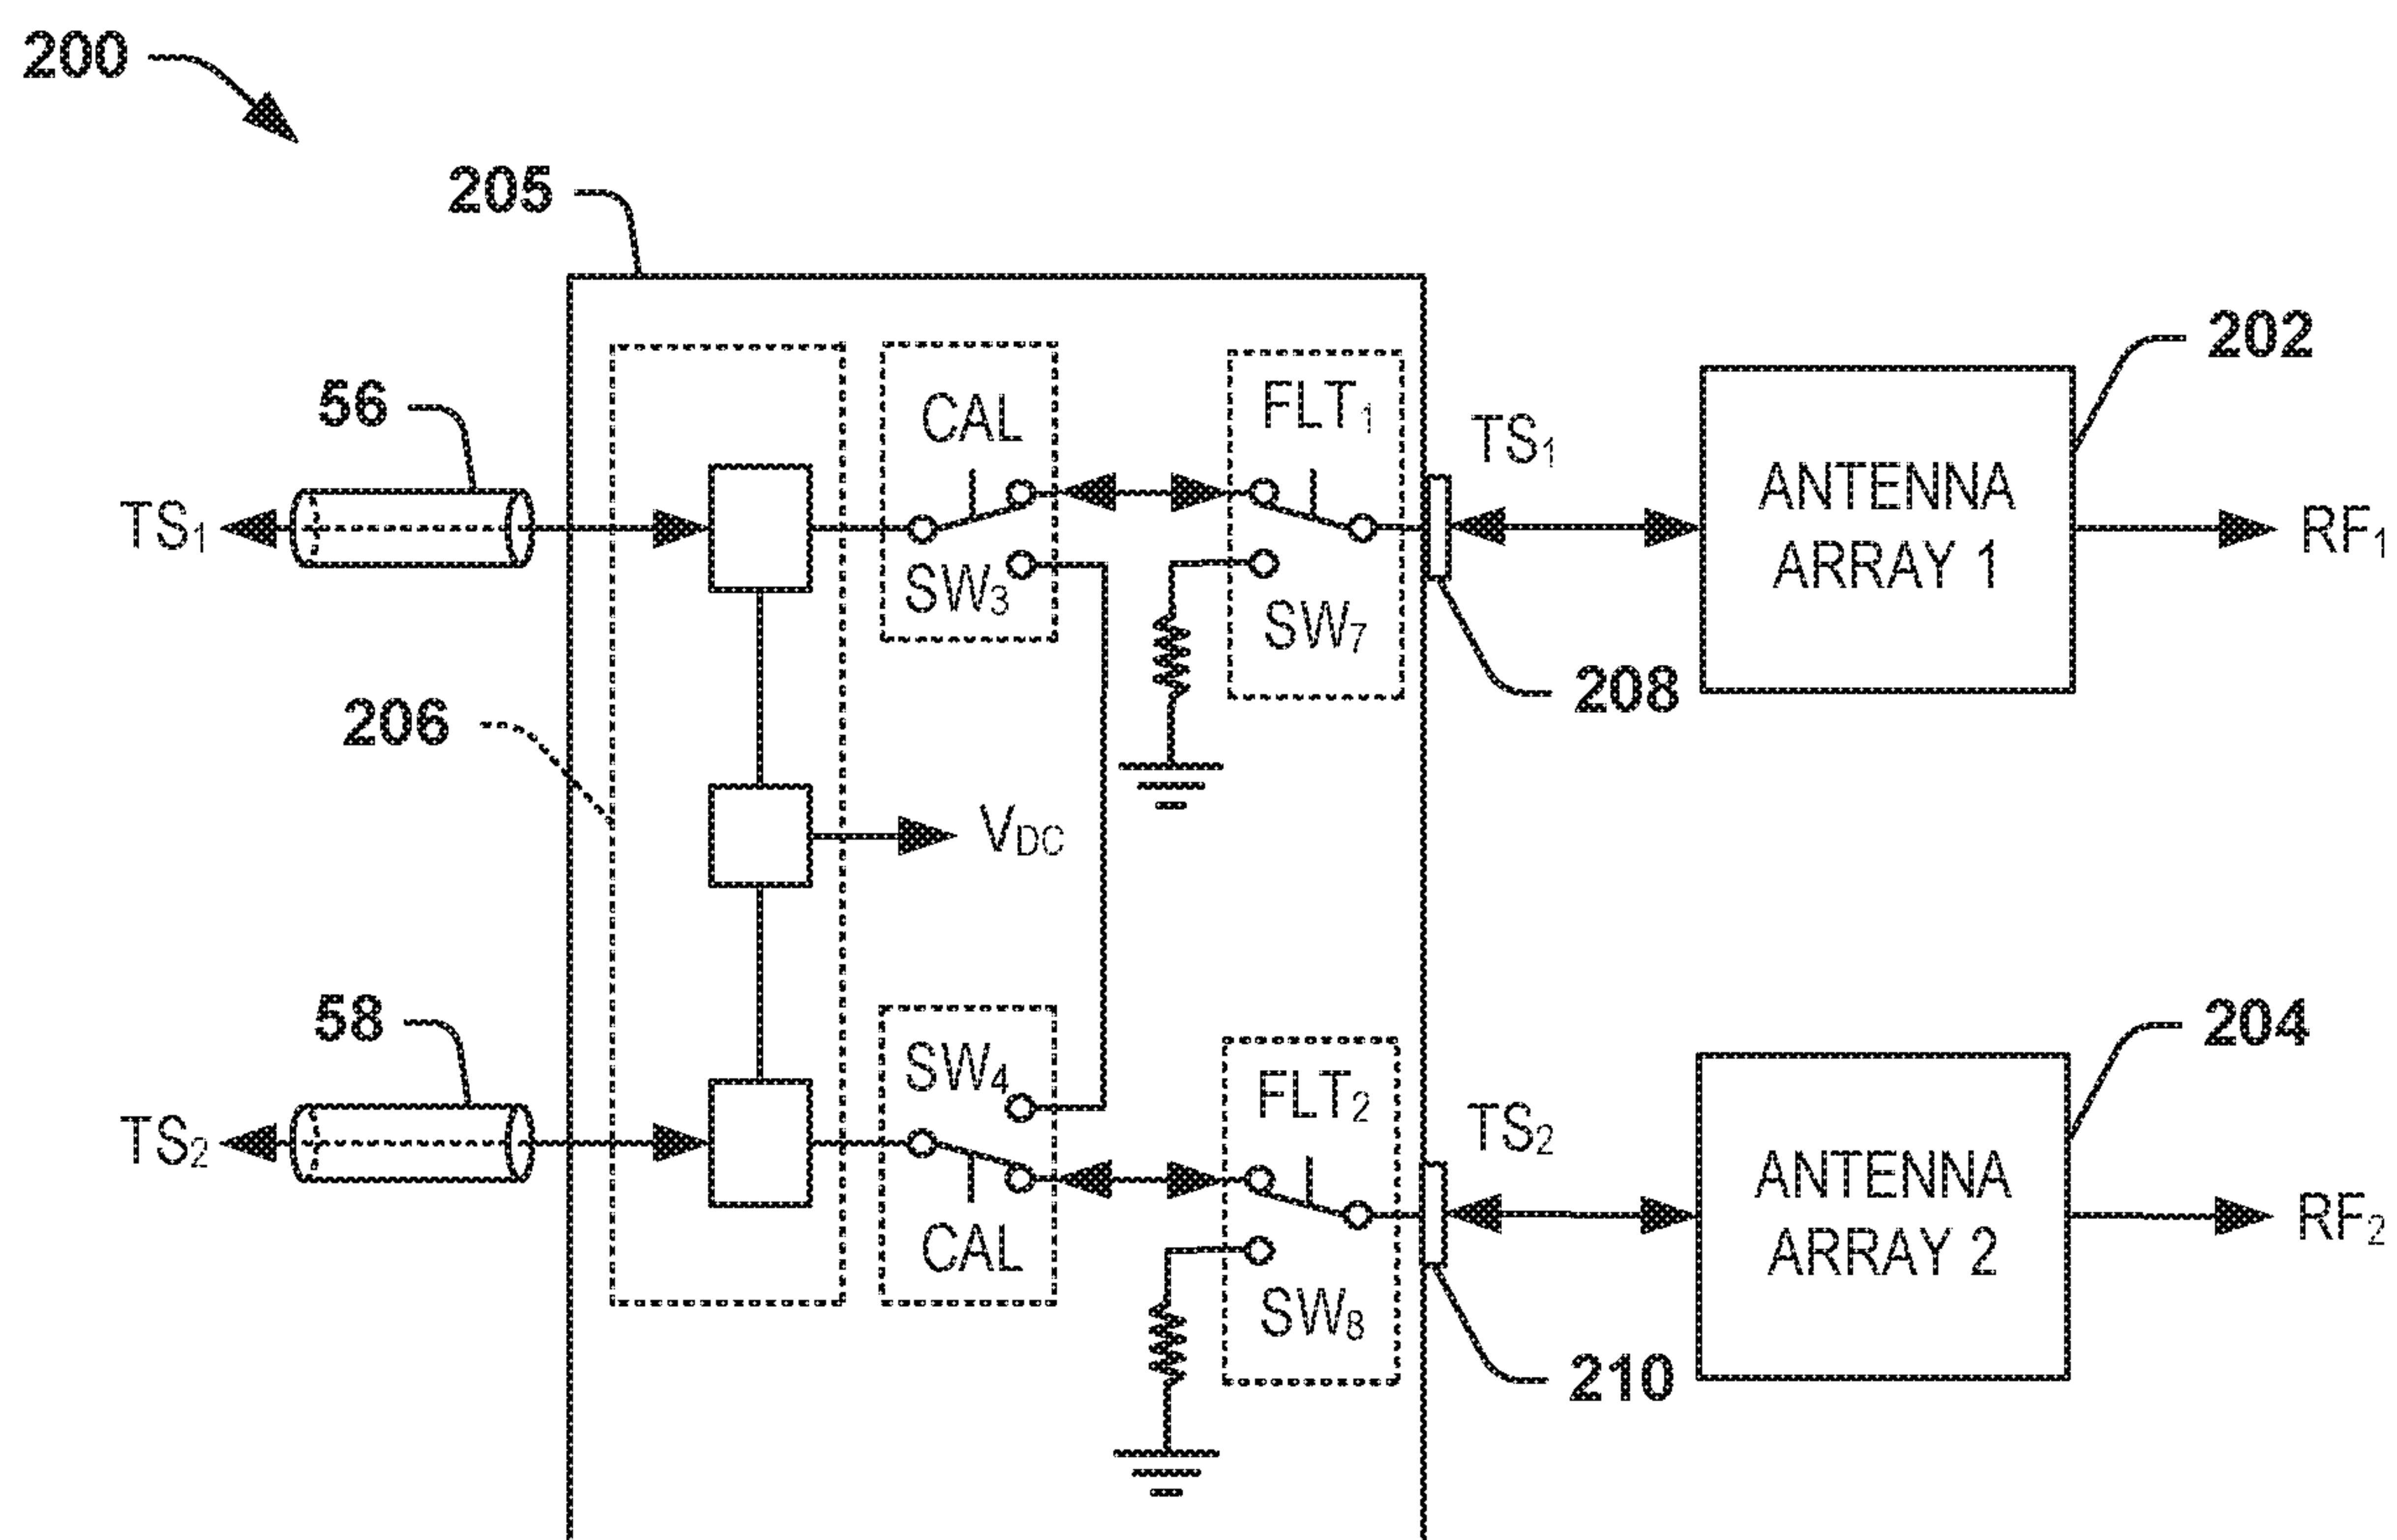 200
205
202
56
CAL
FLT₁
TS₁
ANTENNA
ARRAY 1
TS₁
RF₁
SW₃
SW₇
208
206
V_DC
58
204
SW₄
FLT₂
TS₂
TS₂
ANTENNA
ARRAY 2
RF₂
CAL
SW₈
210